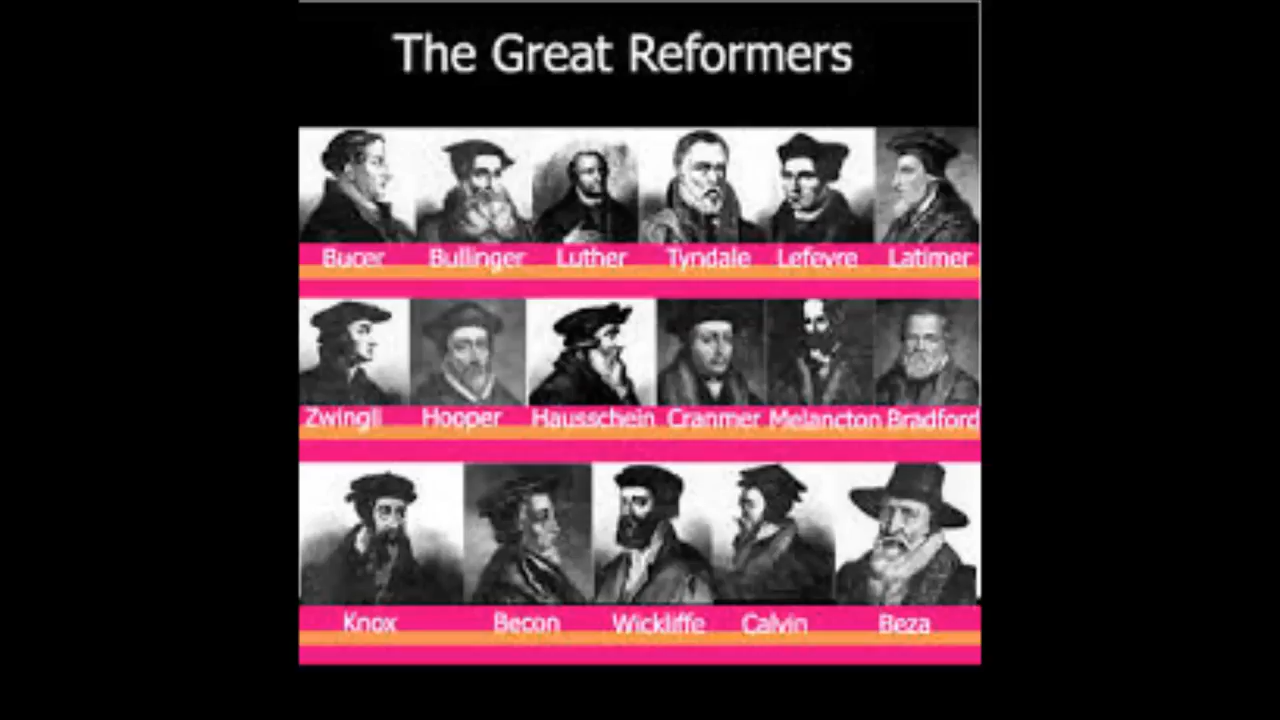 The Great Reformers
Bucer Bullinger Luther Tyndale Lefevre Latimer
Zwingli Hooper Hausschein Cranmer Melancton Bradford
Knox Becon Wickliffe Calvin Beza